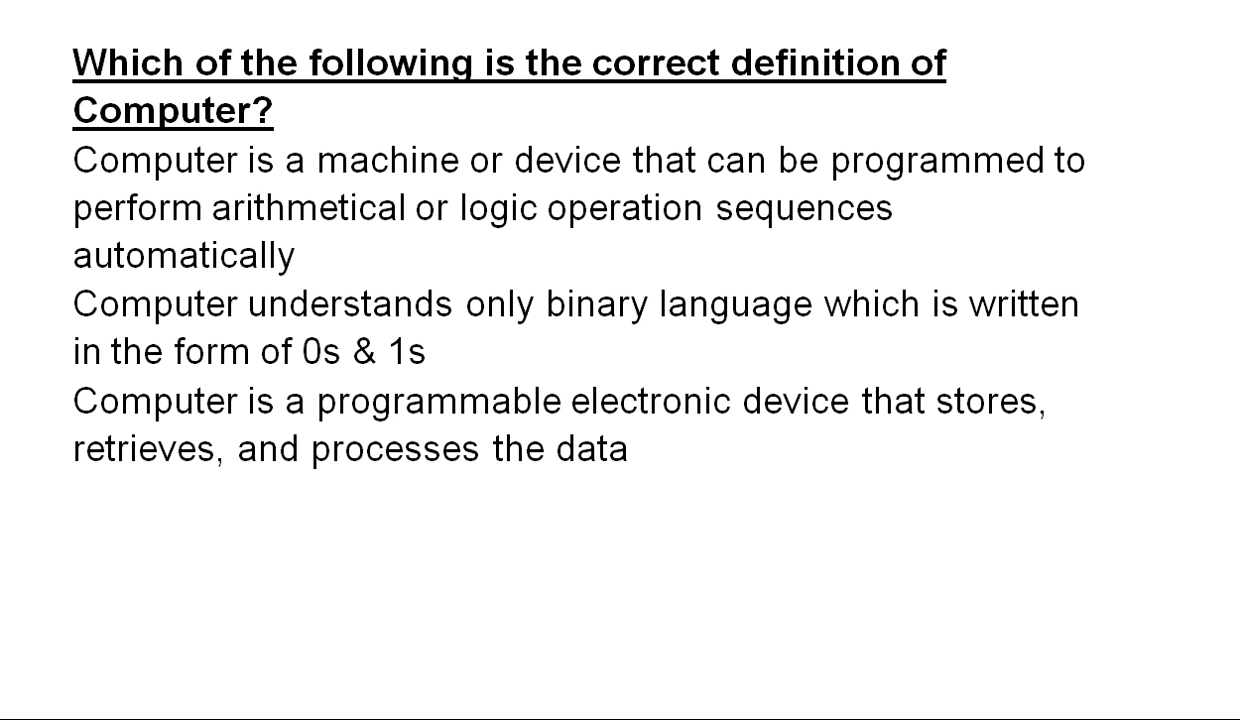 Which of the following is the correct definition of
Computer?
Computer is a machine or device that can be programmed to
perform arithmetical or logic operation sequences
automatically
Computer understands only binary language which is written
in the form of 0s & 1s
Computer is a programmable electronic device that stores,
retrieves, and processes the data